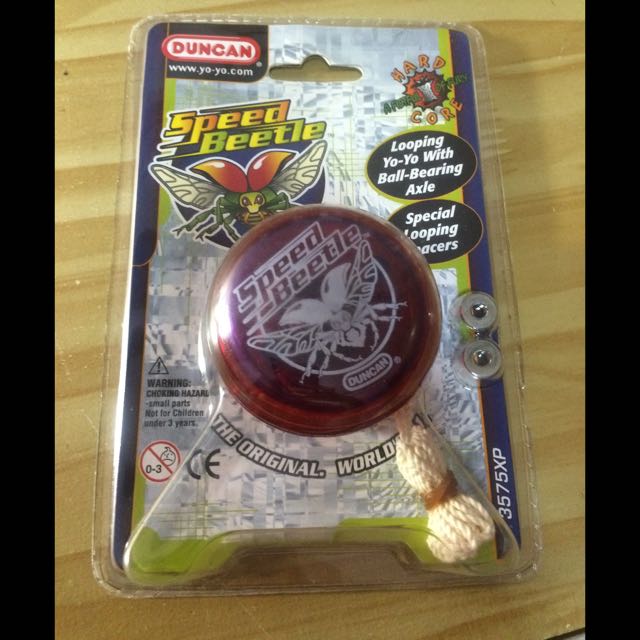 DUNCAN
www.yo-yo.com
Speed
Beetle
HARD
CORE
Looping
Yo-Yo With
Ball-Bearing
Axle
Special
Looping
Spacers
Speed
Beetle
DUNCAN
WARNING:
CHOKING HAZARD
-small parts
Not for Children
under 3 years.
0-3
CE
THE ORIGINAL. WORLD
3575XP